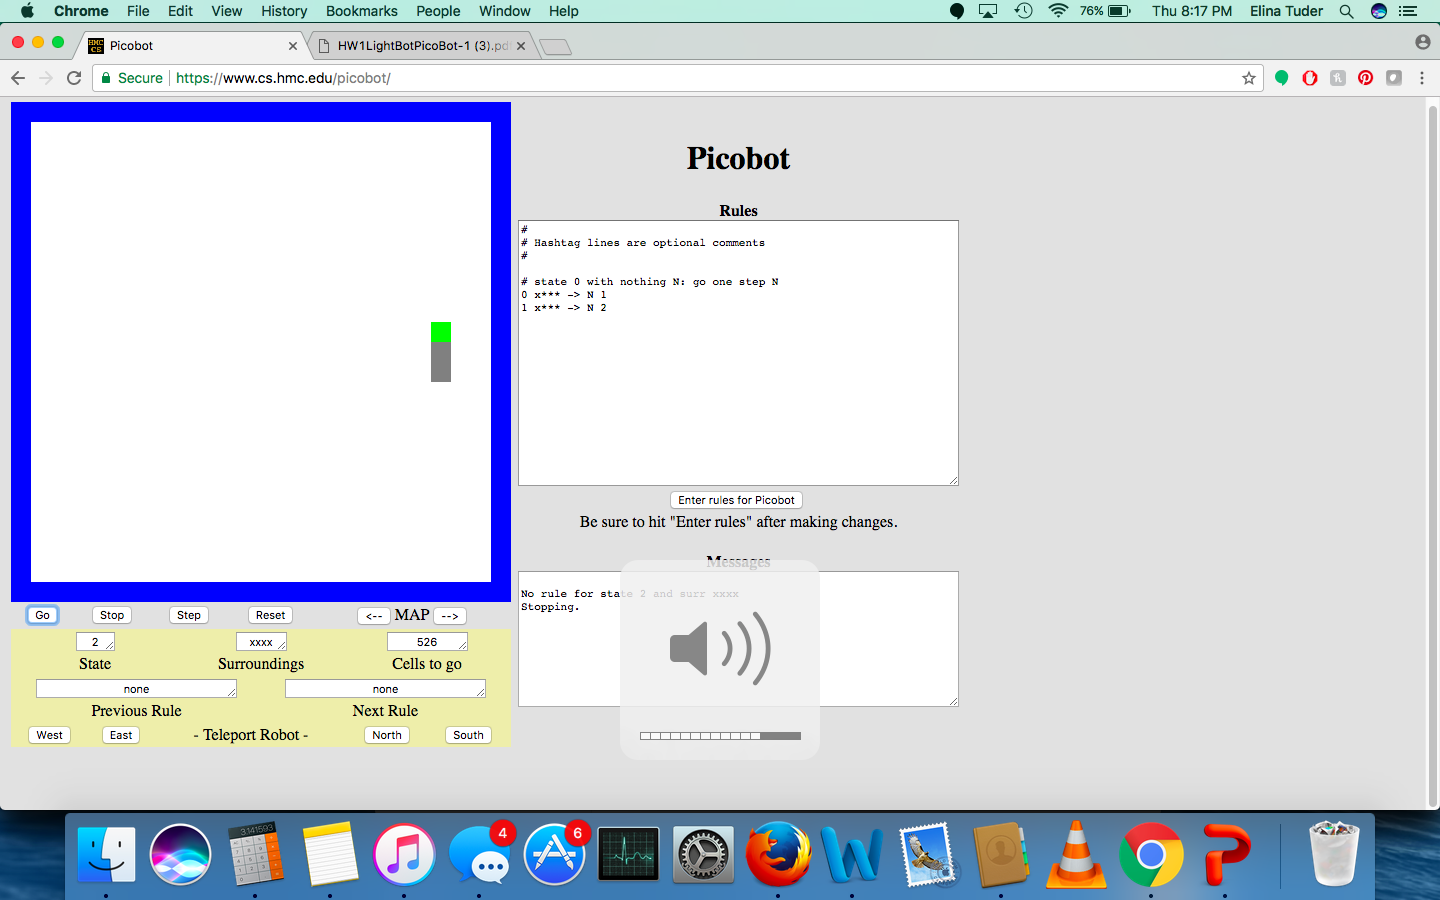 Chrome File Edit View History Bookmarks People Window Help 76% Thu 8:17 PM Elina Tuder
HMC CS Picobot HW1LightBotPicoBot-1 (3).pd
Secure https://www.cs.hmc.edu/picobot/
Picobot
Rules
#
# Hashtag lines are optional comments
#
# state 0 with nothing N: go one step N
0 x*** -> N 1
1 x*** -> N 2
Enter rules for Picobot
Be sure to hit "Enter rules" after making changes.
Messages
No rule for state 2 and surr xxxx
Stopping.
Go Stop Step Reset <-- MAP -->
2 xxxx 526
State Surroundings Cells to go
none none
Previous Rule Next Rule
West East - Teleport Robot - North South
3.141593
4 6